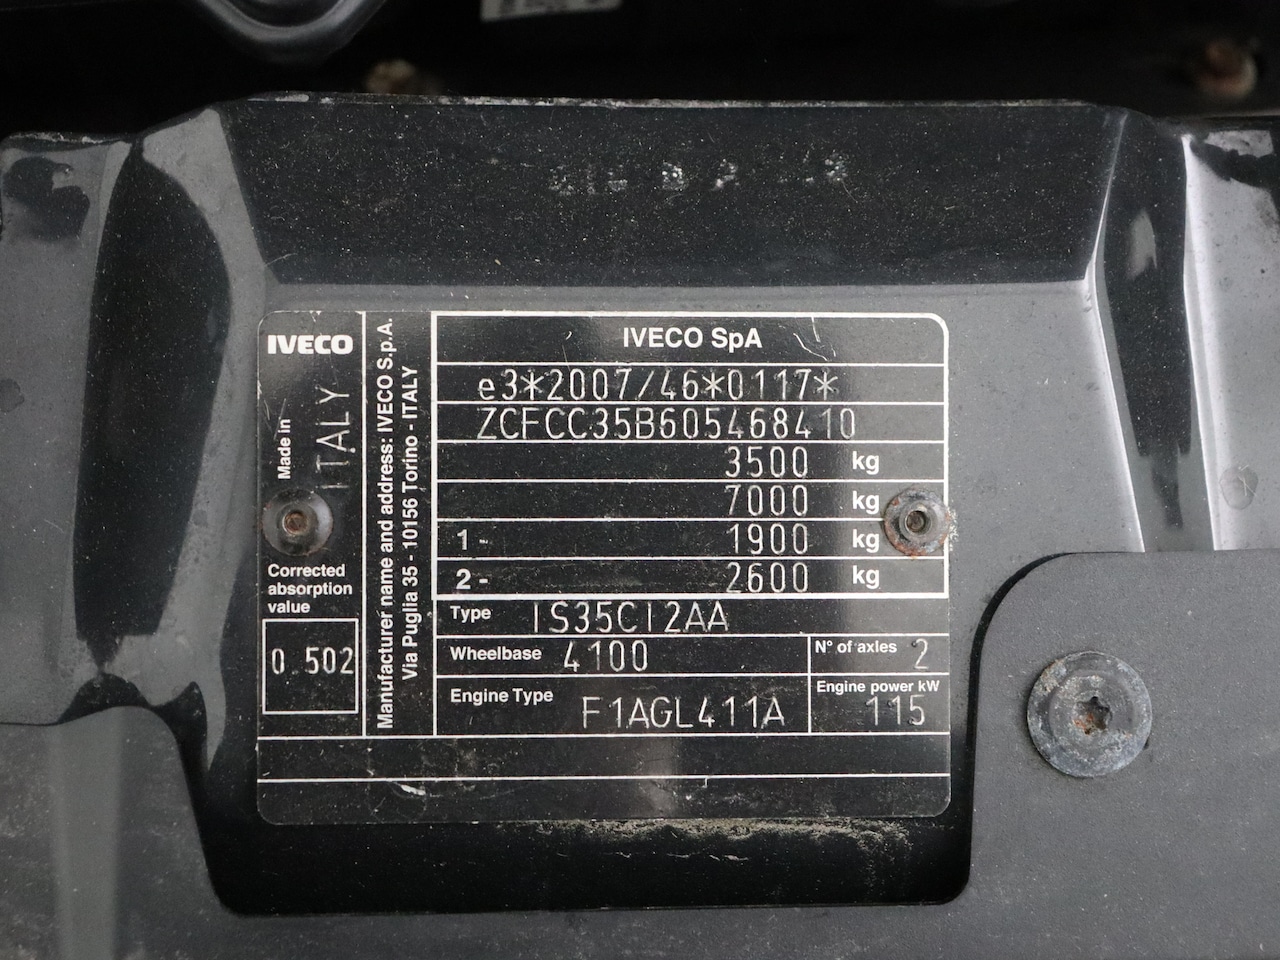 IVECO
Made in
ITALY
Corrected
absorption
value
0.502
Manufacturer name and address: IVECO S.p.A.
Via Puglia 35 - 10156 Torino - ITALY
IVECO SpA
e3*2007/46*0117*
ZCFCC35B605468410
3500 kg
7000 kg
1 - 1900 kg
2 - 2600 kg
Type IS35CI2AA
Wheelbase 4100 N° of axles 2
Engine Type F1AGL411A Engine power kW 115